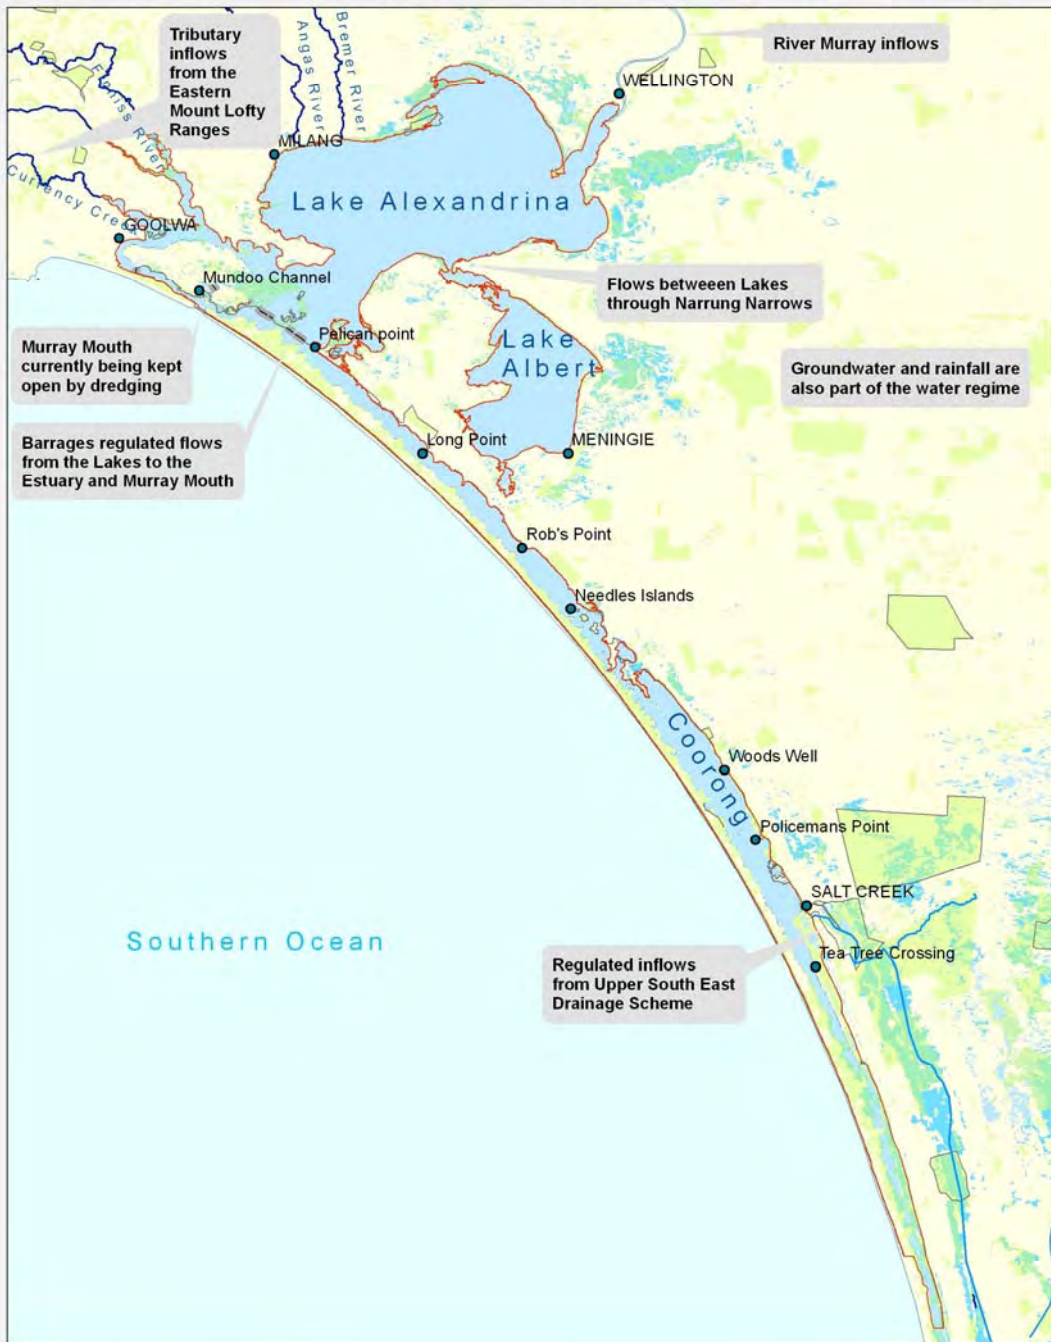 Tributary
inflows
from the
Eastern
Mount Lofty
Ranges
Angas River
Bremer River
River Murray inflows
WELLINGTON
Finniss River
MILANG
Currency Creek
Lake Alexandrina
GOOLWA
Mundoo Channel
Flows betweeen Lakes
through Narrung Narrows
Pelican point
Lake
Albert
Murray Mouth
currently being kept
open by dredging
Groundwater and rainfall are
also part of the water regime
Barrages regulated flows
from the Lakes to the
Estuary and Murray Mouth
Long Point
MENINGIE
Rob's Point
Needles Islands
Coorong
Woods Well
Policemans Point
SALT CREEK
Southern Ocean
Tea Tree Crossing
Regulated inflows
from Upper South East
Drainage Scheme